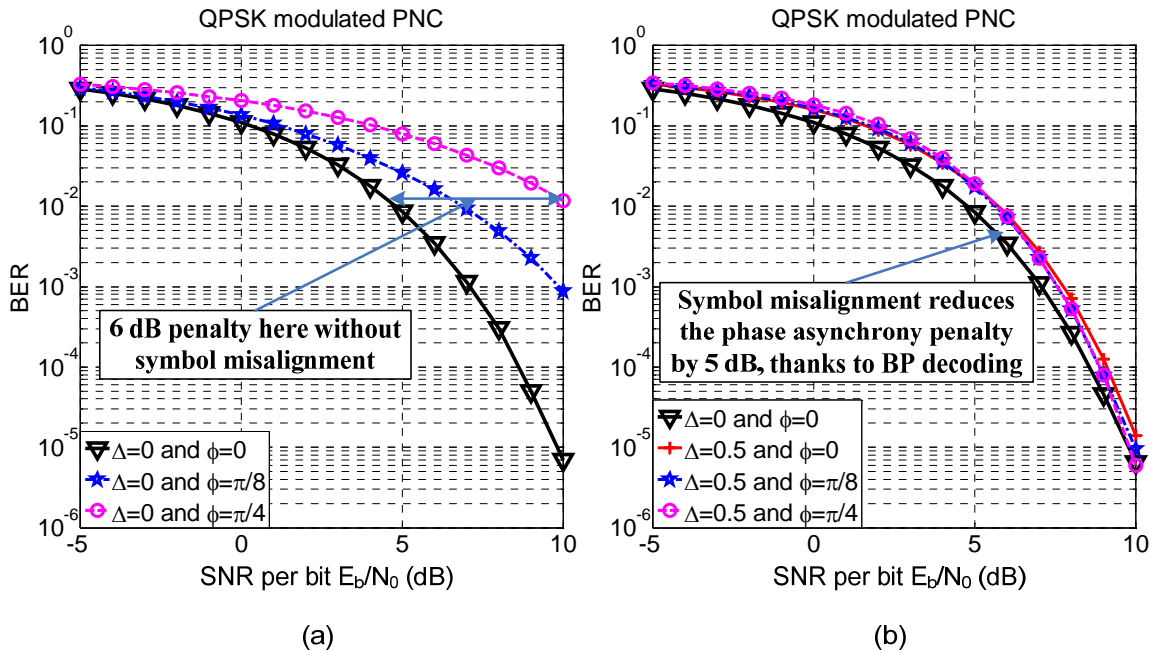 QPSK modulated PNC
10^0
10^-1
10^-2
10^-3
10^-4
10^-5
10^-6
BER
-5 0 5 10
SNR per bit E_b/N_0 (dB)
6 dB penalty here without
symbol misalignment
Δ=0 and ϕ=0
Δ=0 and ϕ=π/8
Δ=0 and ϕ=π/4
(a)
QPSK modulated PNC
10^0
10^-1
10^-2
10^-3
10^-4
10^-5
10^-6
BER
-5 0 5 10
SNR per bit E_b/N_0 (dB)
Symbol misalignment reduces
the phase asynchrony penalty
by 5 dB, thanks to BP decoding
Δ=0 and ϕ=0
Δ=0.5 and ϕ=0
Δ=0.5 and ϕ=π/8
Δ=0.5 and ϕ=π/4
(b)